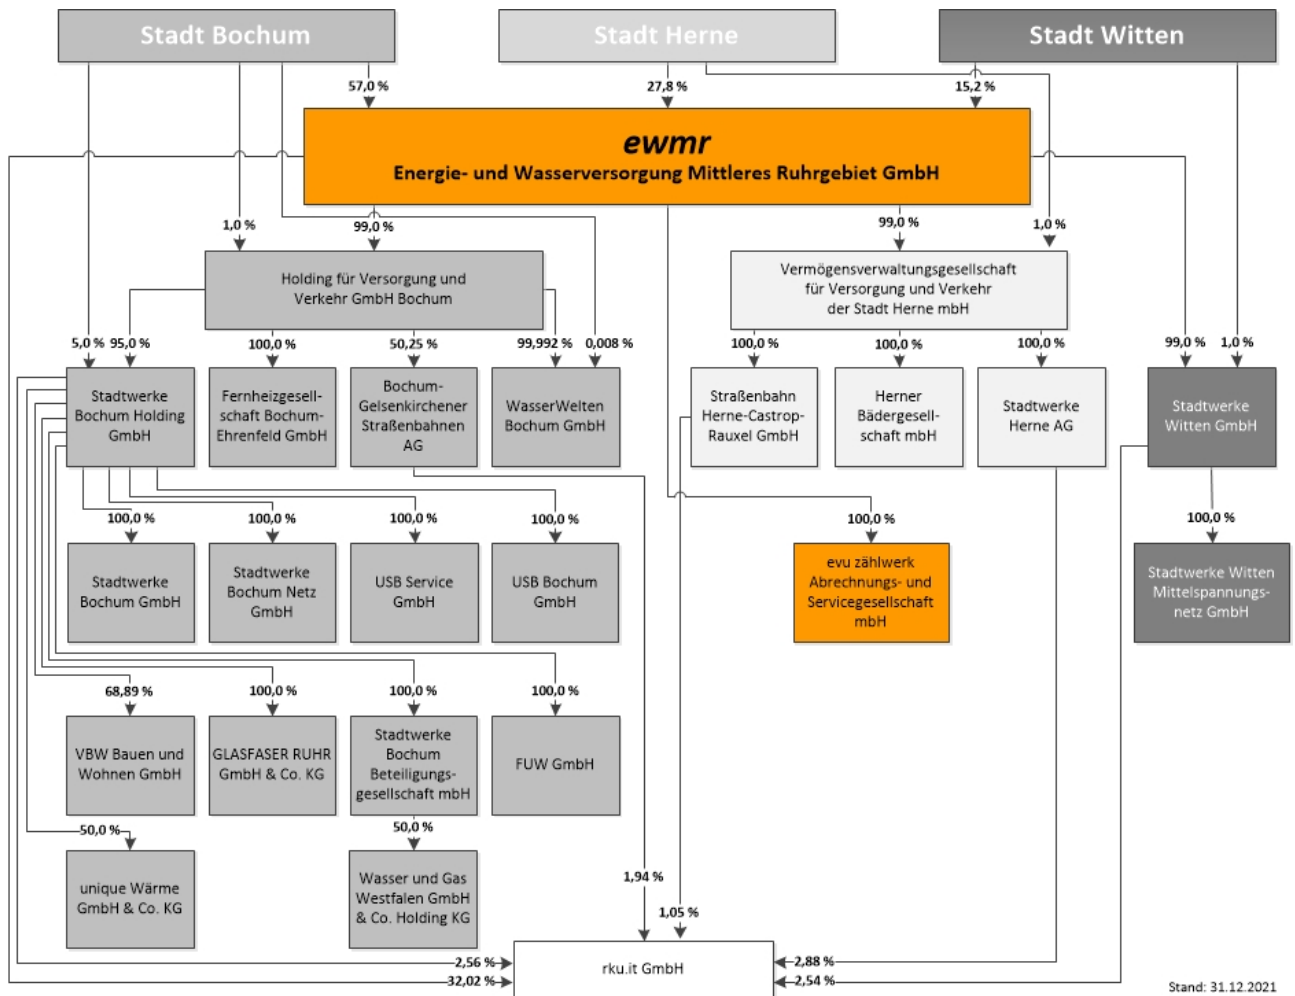 Stadt Bochum
Stadt Herne
Stadt Witten
57,0 %
27,8 %
15,2 %
ewmr
Energie- und Wasserversorgung Mittleres Ruhrgebiet GmbH
1,0 %
99,0 %
99,0 %
1,0 %
Holding für Versorgung und
Verkehr GmbH Bochum
Vermögensverwaltungsgesellschaft
für Versorgung und Verkehr
der Stadt Herne mbH
5,0 %
95,0 %
100,0 %
50,25 %
99,992 %
0,008 %
100,0 %
100,0 %
100,0 %
99,0 %
1,0 %
Stadtwerke
Bochum Holding
GmbH
Fernheizgesell-
schaft Bochum-
Ehrenfeld GmbH
Bochum-
Gelsenkirchener
Straßenbahnen
AG
WasserWelten
Bochum GmbH
Straßenbahn
Herne-Castrop-
Rauxel GmbH
Herner
Bädergesell-
schaft mbH
Stadtwerke
Herne AG
Stadtwerke
Witten GmbH
100,0 %
100,0 %
100,0 %
100,0 %
100,0 %
100,0 %
Stadtwerke
Bochum GmbH
Stadtwerke
Bochum Netz
GmbH
USB Service
GmbH
USB Bochum
GmbH
evu zählwerk
Abrechnungs- und
Servicegesellschaft
mbH
Stadtwerke Witten
Mittelspannungs-
netz GmbH
68,89 %
100,0 %
100,0 %
100,0 %
VBW Bauen und
Wohnen GmbH
GLASFASER RUHR
GmbH & Co. KG
Stadtwerke
Bochum
Beteiligungs-
gesellschaft mbH
FUW GmbH
50,0 %
50,0 %
unique Wärme
GmbH & Co. KG
Wasser und Gas
Westfalen GmbH
& Co. Holding KG
1,94 %
1,05 %
2,56 %
32,02 %
rku.it GmbH
2,88 %
2,54 %
Stand: 31.12.2021